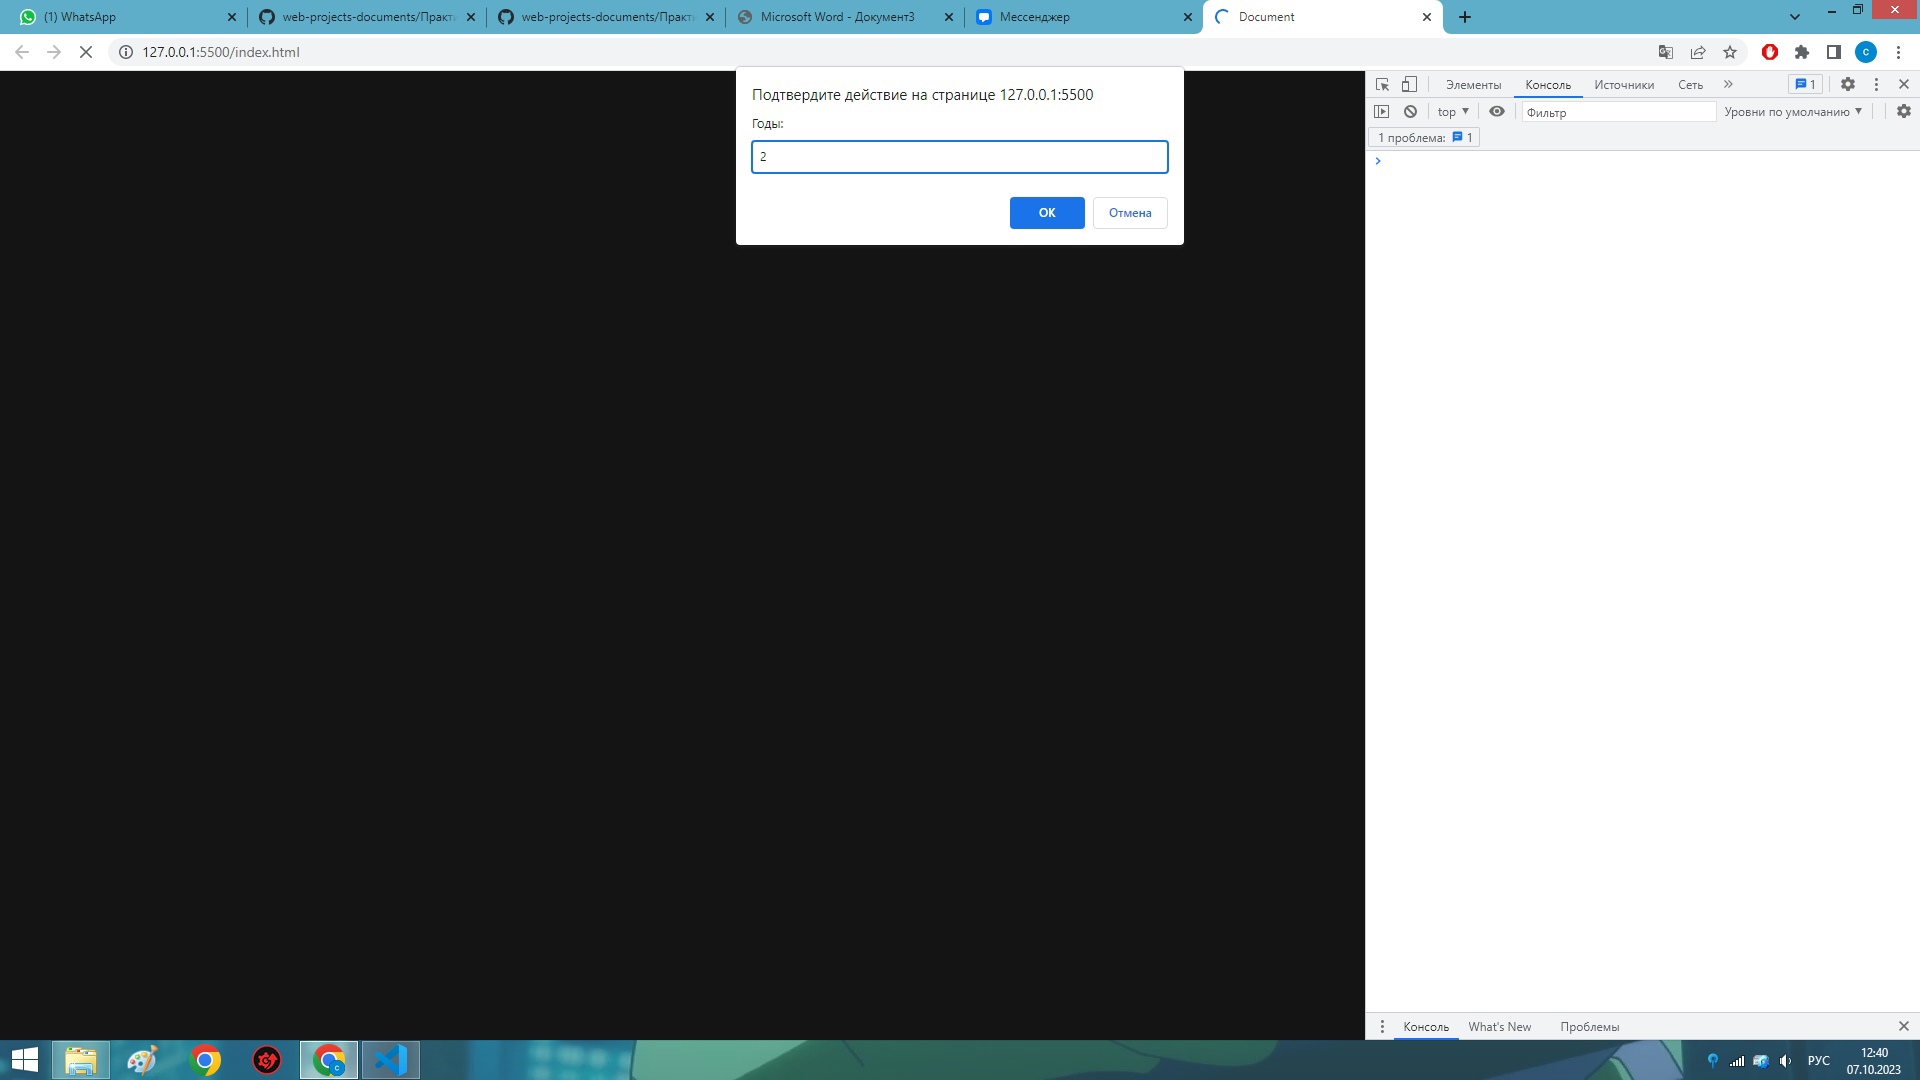 (1) WhatsApp
web-projects-documents/Практи
web-projects-documents/Практи
Microsoft Word - Документ3
Мессенджер
Document
127.0.0.1:5500/index.html
с
Подтвердите действие на странице 127.0.0.1:5500
Годы:
2
ОК
Отмена
Элементы
Консоль
Источники
Сеть
1
top
Фильтр
Уровни по умолчанию
1 проблема: 1
Консоль
What's New
Проблемы
РУС
12:40
07.10.2023